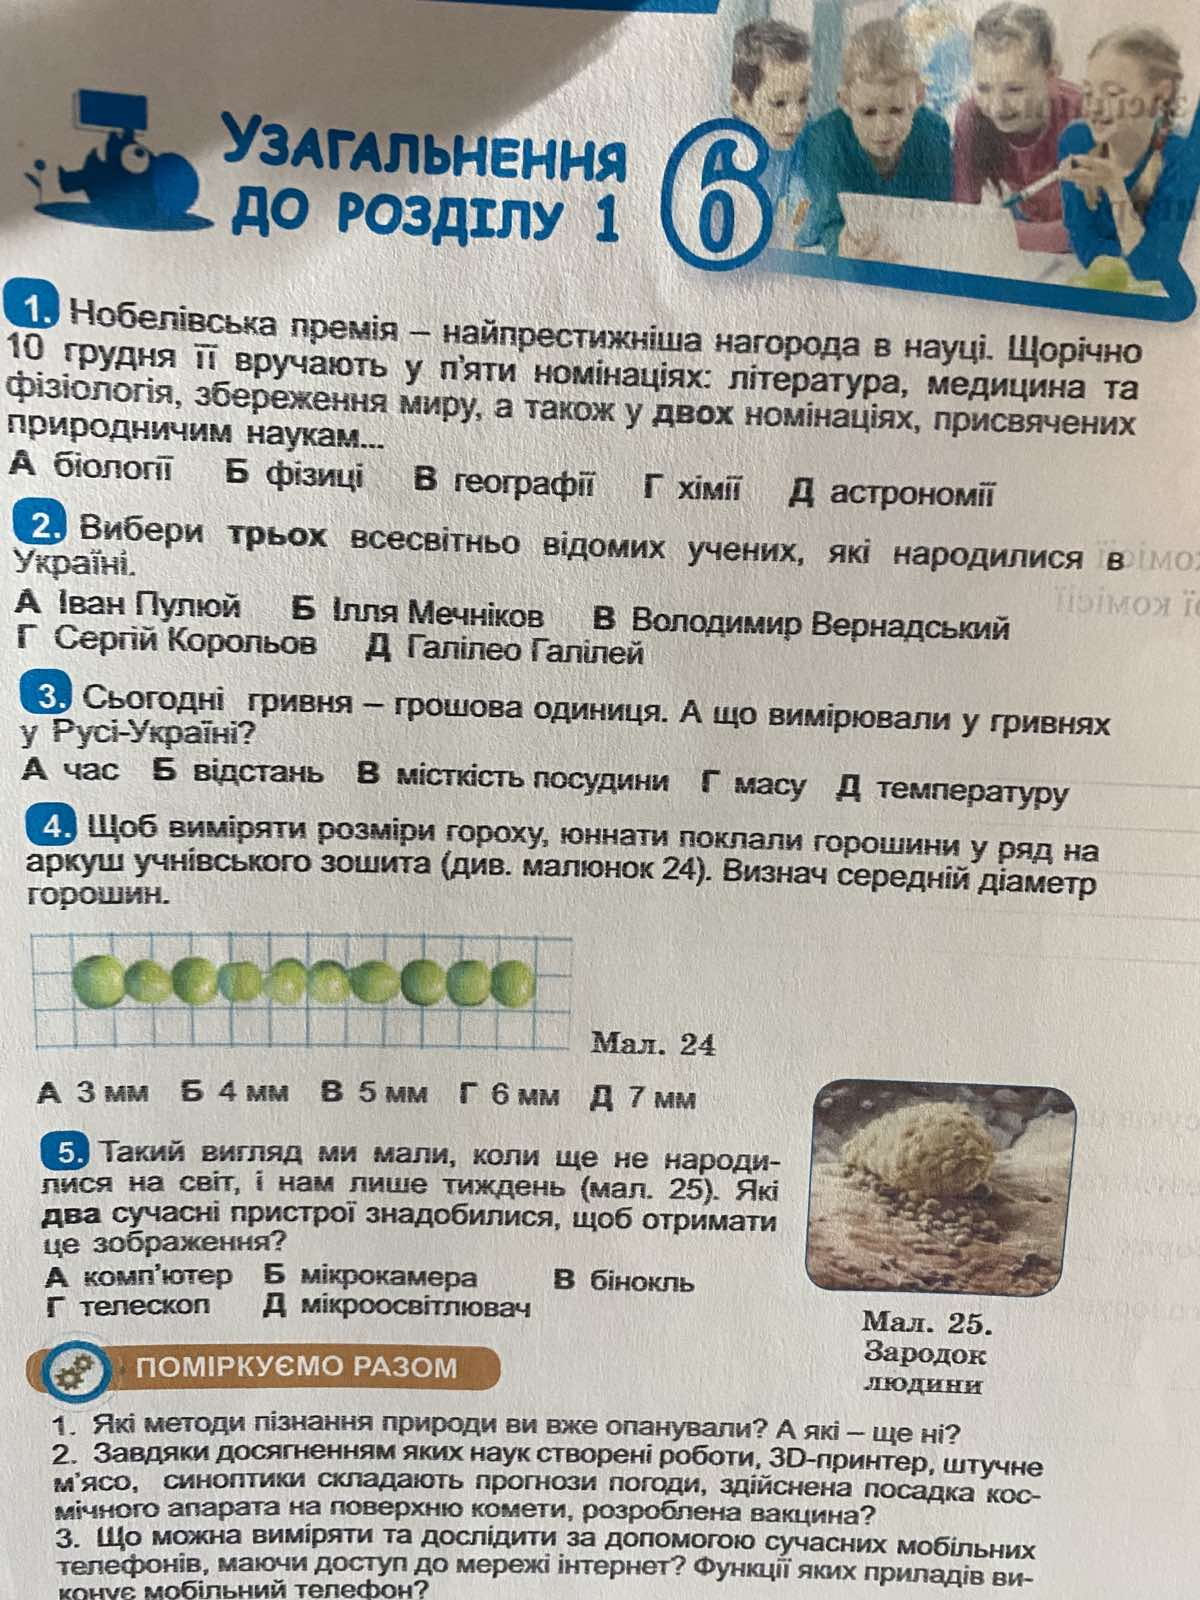 УЗАГАЛЬНЕННЯ
ДО РОЗДІЛУ 1
6
1. Нобелівська премія – найпрестижніша нагорода в науці. Щорічно
10 грудня її вручають у п'яти номінаціях: література, медицина та
фізіологія, збереження миру, а також у двох номінаціях, присвячених
природничим наукам...
А біології Б фізиці В географії Г хімії Д астрономії
2. Вибери трьох всесвітньо відомих учених, які народилися в
Україні.
А Іван Пулюй Б Ілля Мечніков В Володимир Вернадський
Г Сергій Корольов Д Галілео Галілей
3. Сьогодні гривня – грошова одиниця. А що вимірювали у гривнях
у Русі-Україні?
А час Б відстань В місткість посудини Г масу Д температуру
4. Щоб виміряти розміри гороху, юннати поклали горошини у ряд на
аркуш учнівського зошита (див. малюнок 24). Визнач середній діаметр
горошин.
Мал. 24
А 3 мм Б 4 мм В 5 мм Г 6 мм Д 7 мм
5. Такий вигляд ми мали, коли ще не народи-
лися на світ, і нам лише тиждень (мал. 25). Які
два сучасні пристрої знадобилися, щоб отримати
це зображення?
А комп'ютер Б мікрокамера В бінокль
Г телескоп Д мікроосвітлювач
Мал. 25.
Зародок
людини
ПОМІРКУЄМО РАЗОМ
1. Які методи пізнання природи ви вже опанували? А які – ще ні?
2. Завдяки досягненням яких наук створені роботи, 3D-принтер, штучне
м'ясо, синоптики складають прогнози погоди, здійснена посадка кос-
мічного апарата на поверхню комети, розроблена вакцина?
3. Що можна виміряти та дослідити за допомогою сучасних мобільних
телефонів, маючи доступ до мережі інтернет? Функції яких приладів ви-
конує мобільний телефон?